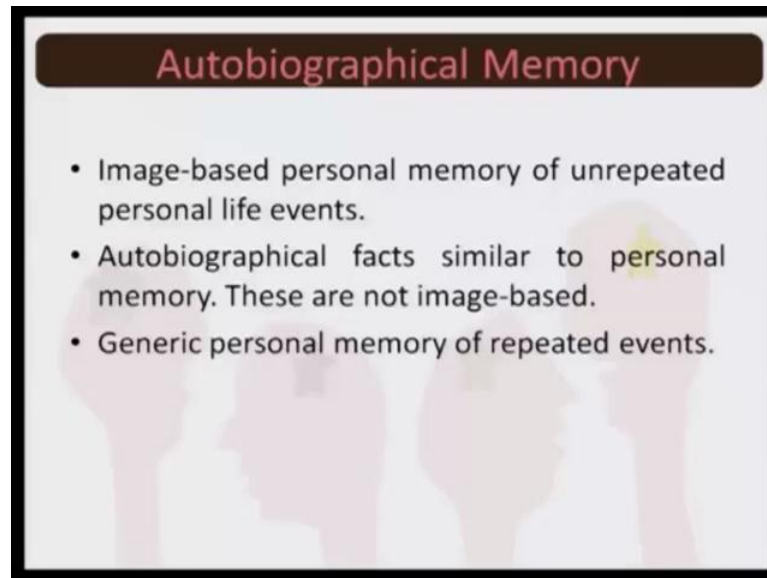 Autobiographical Memory
• Image-based personal memory of unrepeated
personal life events.
• Autobiographical facts similar to personal
memory. These are not image-based.
• Generic personal memory of repeated events.